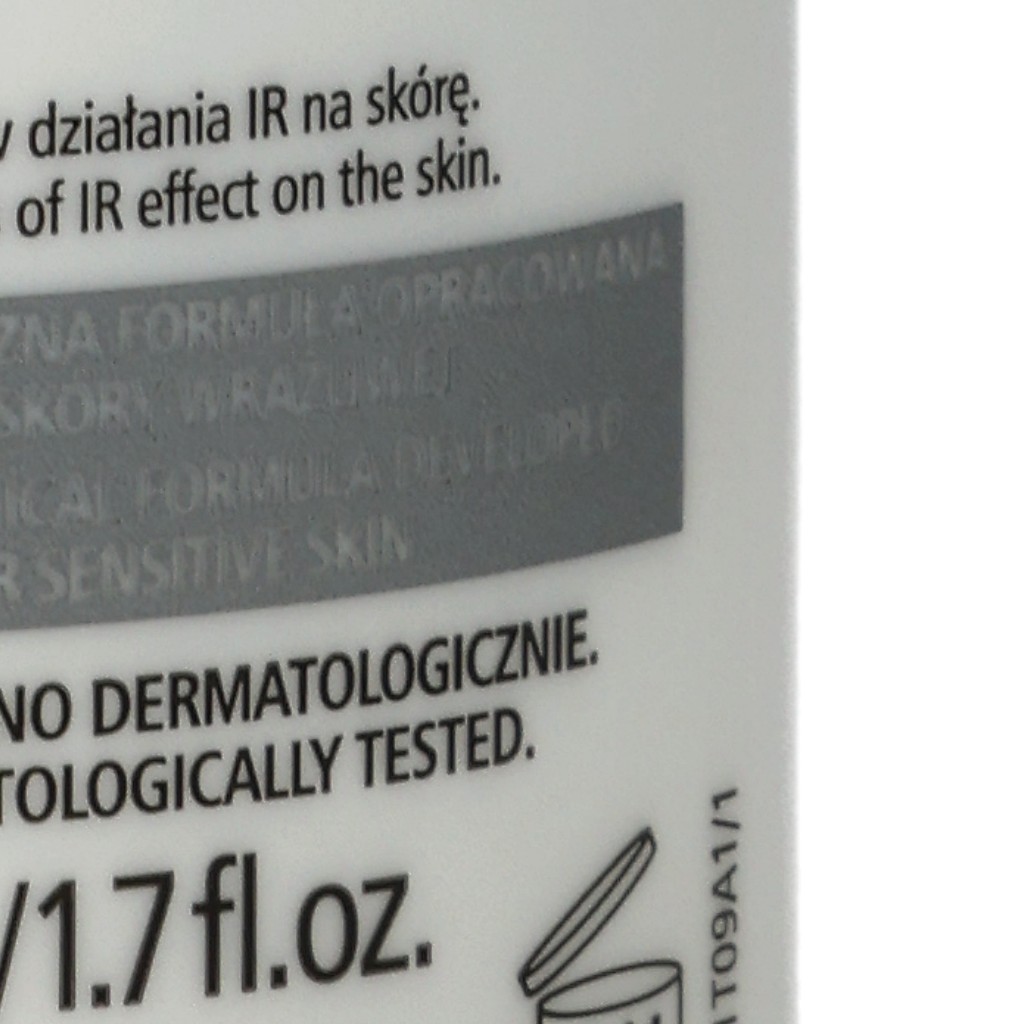 działania IR na skórę.
of IR effect on the skin.
ZNA FORMUŁA OPRACOWANA
SKÓRY WRAŻLIWEJ
ICAL FORMULA DEVELOPED
R SENSITIVE SKIN
NO DERMATOLOGICZNIE.
TOLOGICALLY TESTED.
/1.7 fl.oz.
T09A1/1